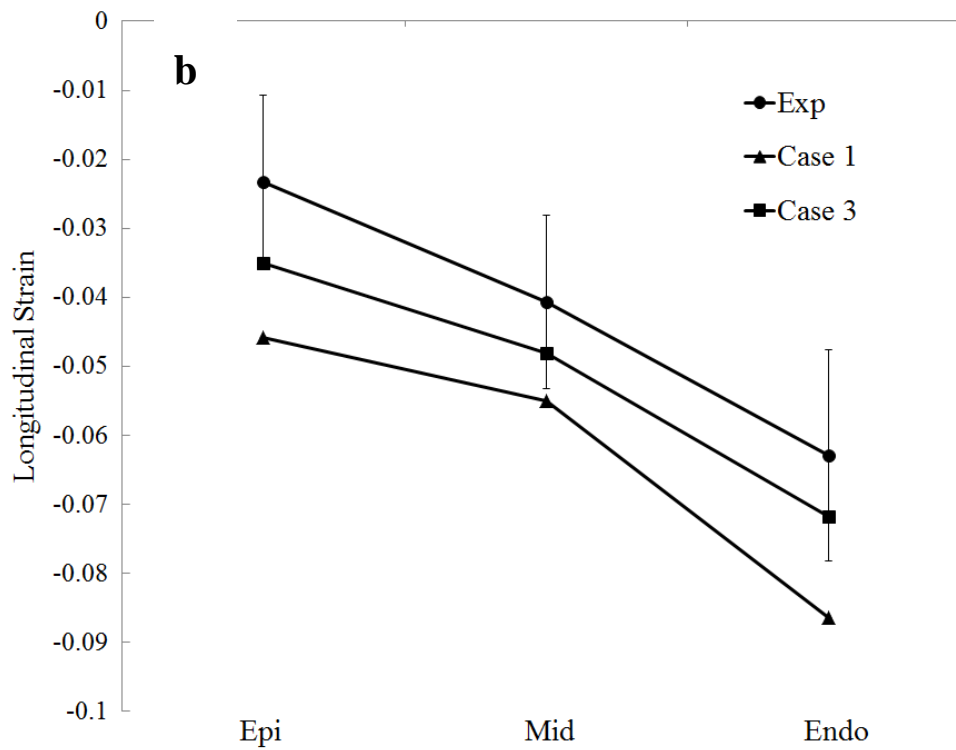 0
b
-0.01
Exp
-0.02
Case 1
-0.03
Case 3
-0.04
-0.05
-0.06
-0.07
-0.08
-0.09
-0.1
Longitudinal Strain
Epi Mid Endo